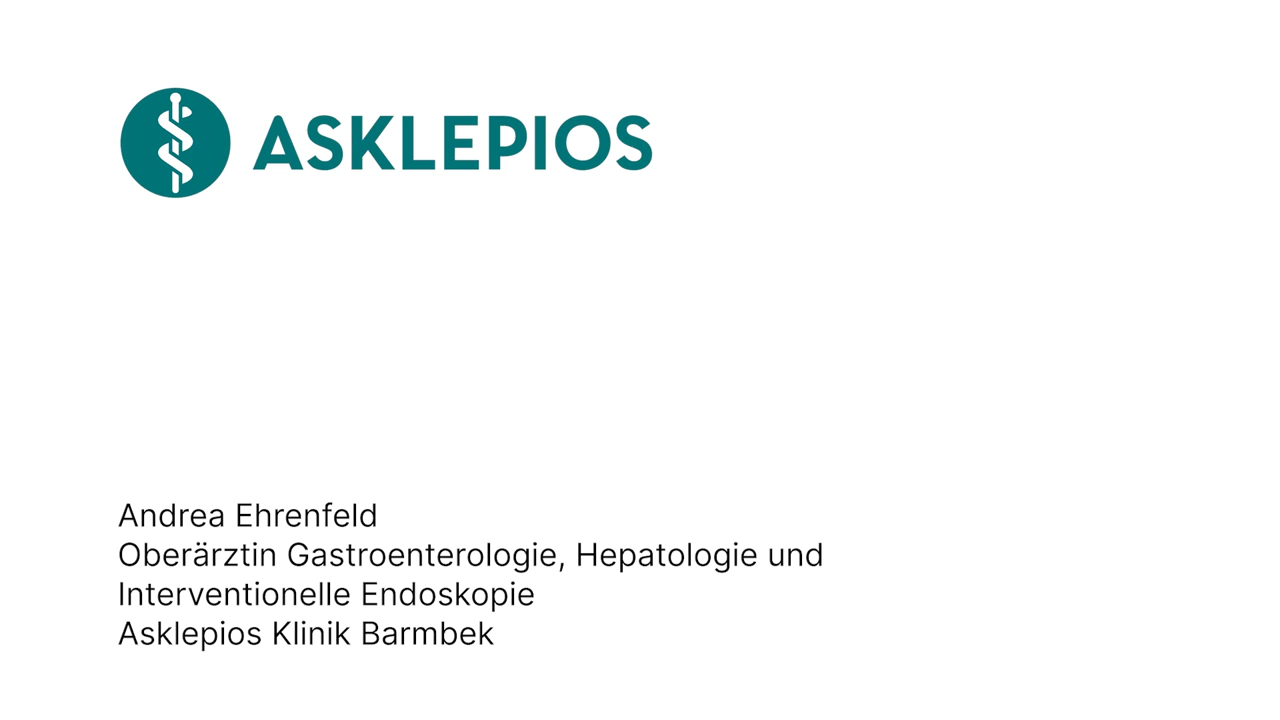 ASKLEPIOS
Andrea Ehrenfeld
Oberärztin Gastroenterologie, Hepatologie und
Interventionelle Endoskopie
Asklepios Klinik Barmbek